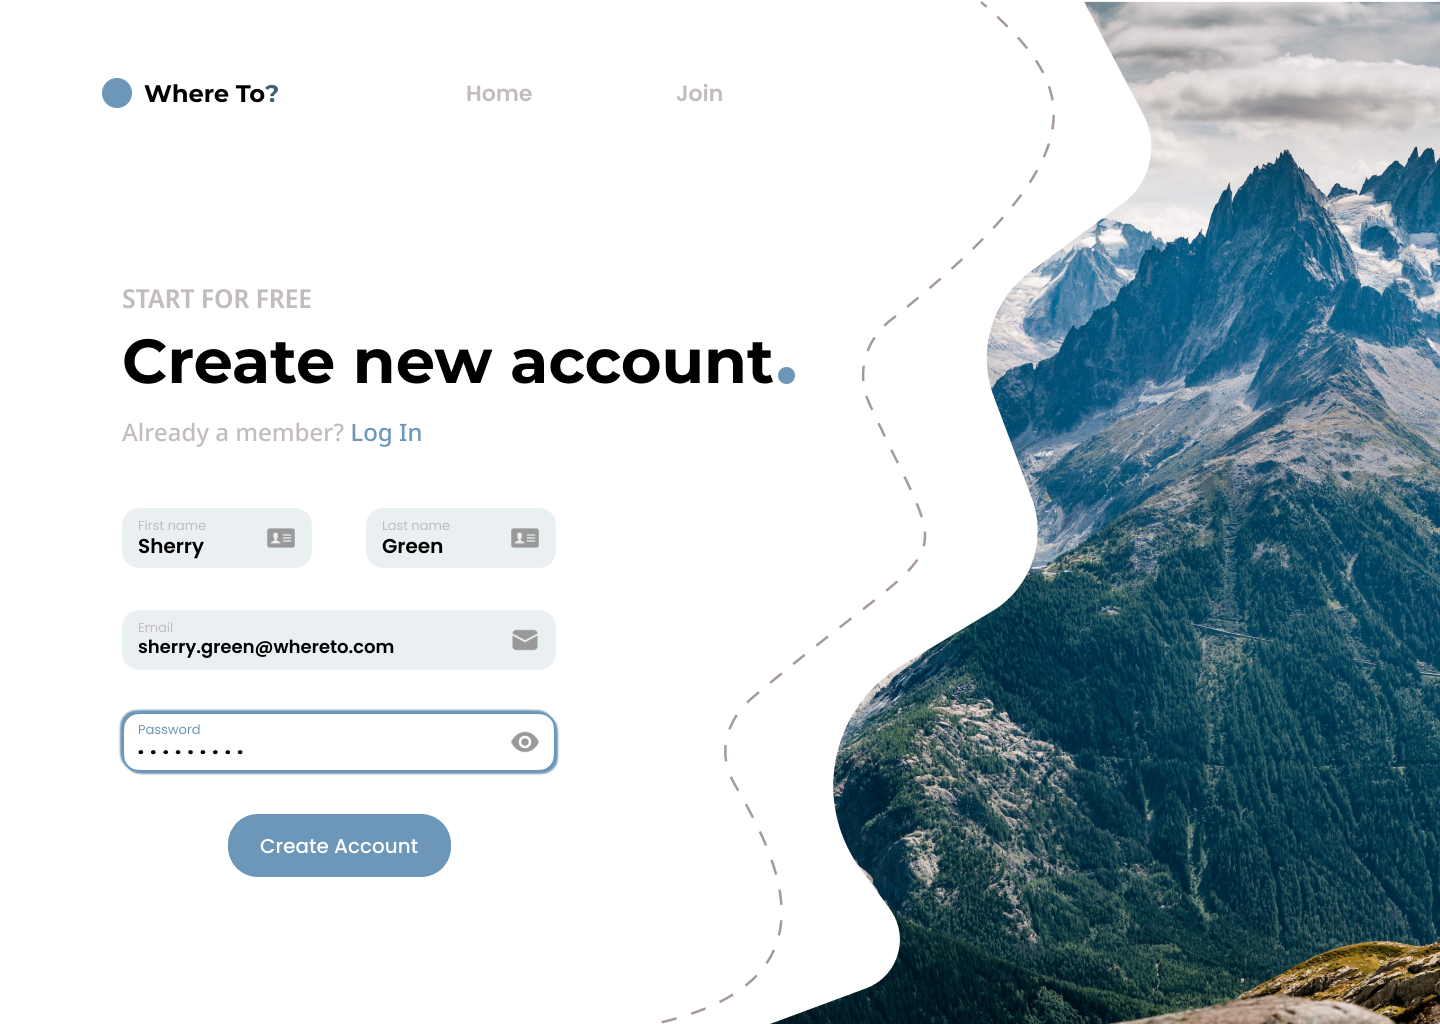 Where To?
Home
Join
START FOR FREE
Create new account.
Already a member? Log In
First name
Sherry
Last name
Green
Email
sherry.green@whereto.com
Password
•••••••••
Create Account